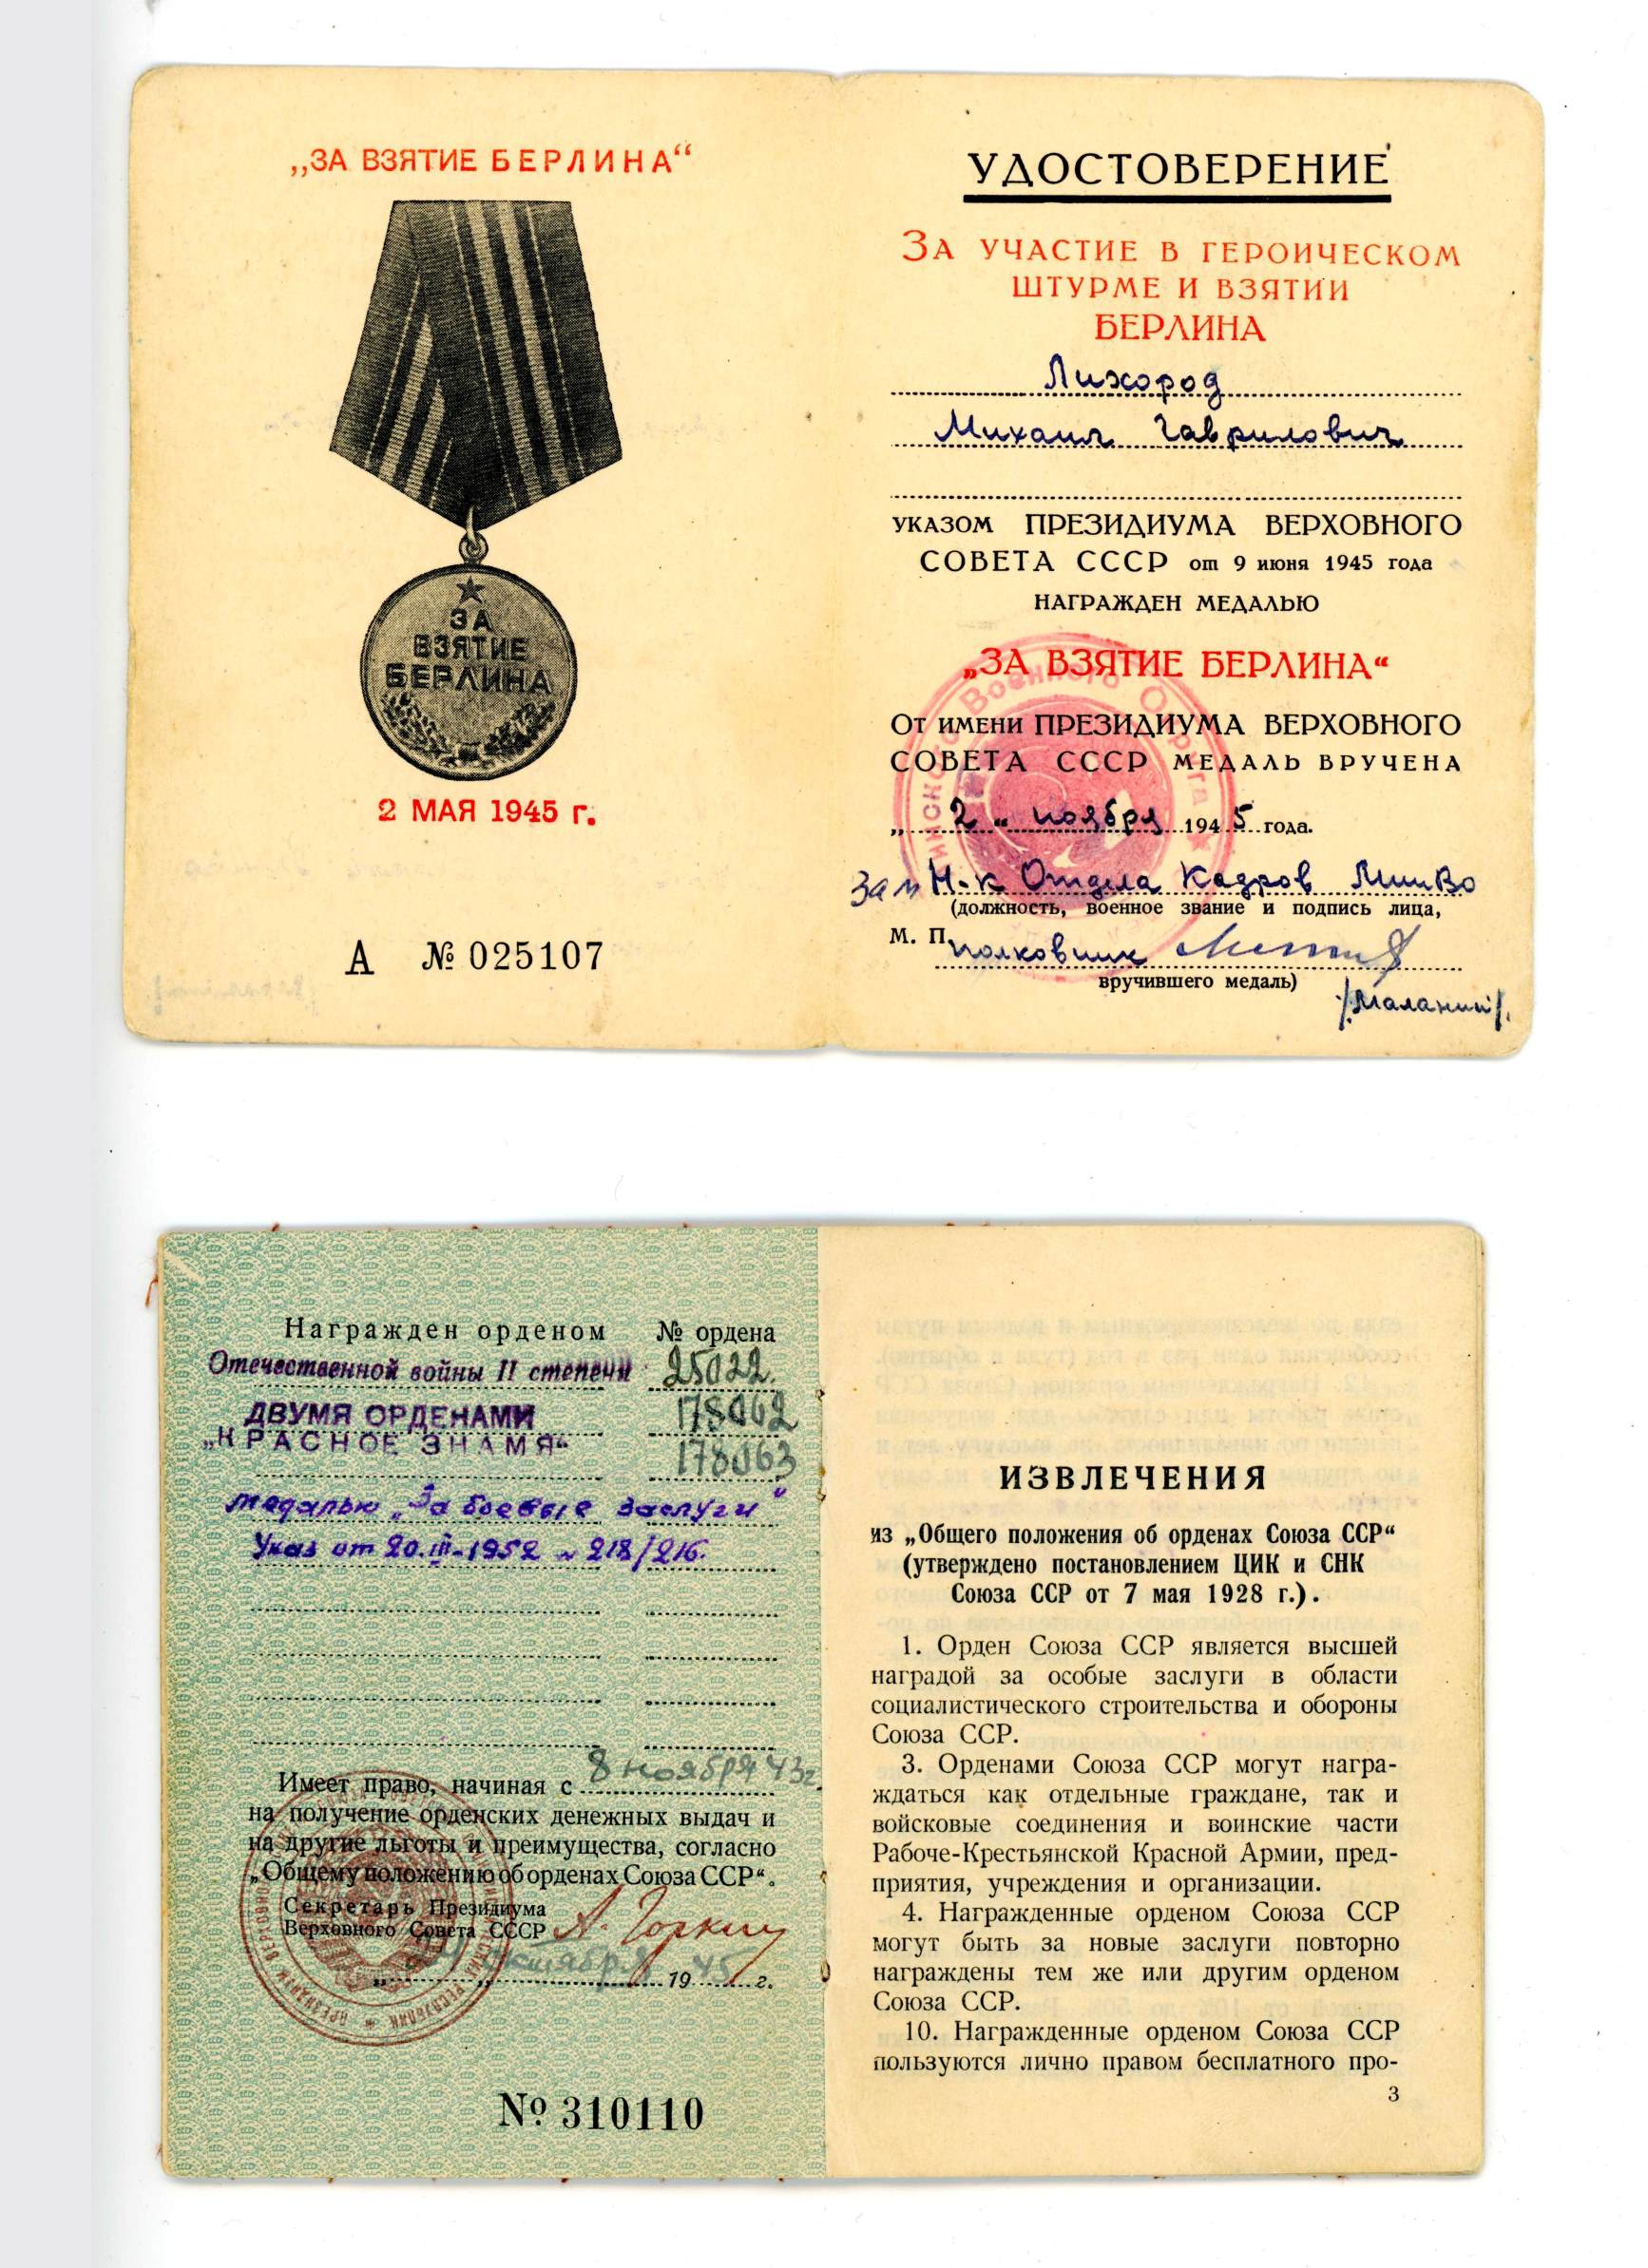 „ЗА ВЗЯТИЕ БЕРЛИНА“
ЗА
ВЗЯТИЕ
БЕРЛИНА
2 МАЯ 1945 г.
А № 025107
УДОСТОВЕРЕНИЕ
ЗА УЧАСТИЕ В ГЕРОИЧЕСКОМ
ШТУРМЕ И ВЗЯТИИ
БЕРЛИНА
Лихород
Михаил Гаврилович
УКАЗОМ ПРЕЗИДИУМА ВЕРХОВНОГО
СОВЕТА СССР от 9 июня 1945 года
НАГРАЖДЕН МЕДАЛЬЮ
„ЗА ВЗЯТИЕ БЕРЛИНА“
ОТ ИМЕНИ ПРЕЗИДИУМА ВЕРХОВНОГО
СОВЕТА СССР МЕДАЛЬ ВРУЧЕНА
„ 2 “ ноября 1945 года.
Зам Н-к Отдела Кадров МинВо
(должность, военное звание и подпись лица,
М. П. полковник
вручившего медаль)
/Маланин/.
Награжден орденом № ордена
Отечественной войны II степени 25022.
ДВУМЯ ОРДЕНАМИ 178062
„КРАСНОЕ ЗНАМЯ“ 178063
медалью „За боевые заслуги“
Указ от 20.III-1952 № 218/216.
Имеет право, начиная с 8 ноября 43г.
на получение орденских денежных выдач и
на другие льготы и преимущества, согласно
„Общему положению об орденах Союза ССР“.
Секретарь Президиума
Верховного Совета СССР А. Горкин
октября 1945 г.
№ 310110
ИЗВЛЕЧЕНИЯ
из „Общего положения об орденах Союза ССР“
(утверждено постановлением ЦИК и СНК
Союза ССР от 7 мая 1928 г.).
1. Орден Союза ССР является высшей
наградой за особые заслуги в области
социалистического строительства и обороны
Союза ССР.
3. Орденами Союза ССР могут награ-
ждаться как отдельные граждане, так и
войсковые соединения и воинские части
Рабоче-Крестьянской Красной Армии, пред-
приятия, учреждения и организации.
4. Награжденные орденом Союза ССР
могут быть за новые заслуги повторно
награждены тем же или другим орденом
Союза ССР.
10. Награжденные орденом Союза ССР
пользуются лично правом бесплатного про-
3